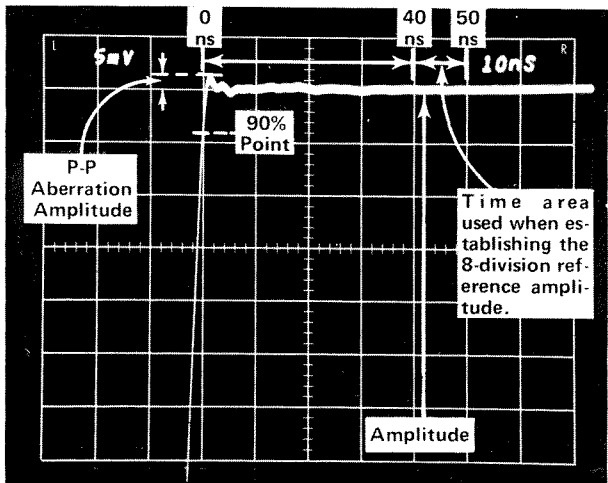 0
ns
40
ns
50
ns
L
R
5mV
10nS
90%
Point
P-P
Aberration
Amplitude
Time area
used when es-
tablishing the
8-division ref-
erence ampli-
tude.
Amplitude